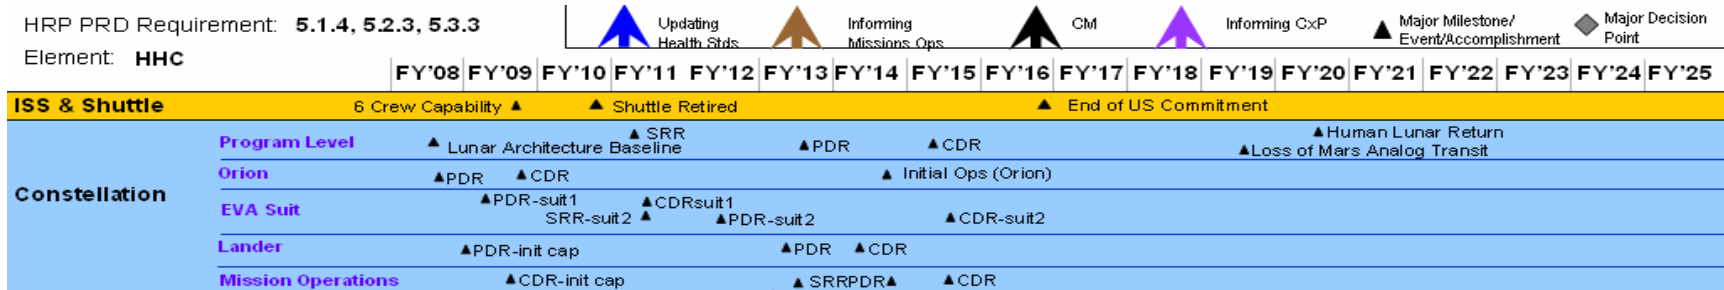 HRP PRD Requirement: 5.1.4, 5.2.3, 5.3.3
Element: HHC
Updating
Health Stds
Informing
Missions Ops
CM
Informing CxP
Major Milestone/
Event/Accomplishment
Major Decision
Point
FY'08 FY'09 FY'10 FY'11 FY'12 FY'13 FY'14 FY'15 FY'16 FY'17 FY'18 FY'19 FY'20 FY'21 FY'22 FY'23 FY'24 FY'25
ISS & Shuttle 6 Crew Capability Shuttle Retired End of US Commitment
Constellation
Program Level
Lunar Architecture Baseline
SRR
PDR
CDR
Human Lunar Return
Loss of Mars Analog Transit
Orion
PDR CDR Initial Ops (Orion)
EVA Suit
PDR-suit1 CDRsuit1
SRR-suit2 PDR-suit2 CDR-suit2
Lander
PDR-init cap PDR CDR
Mission Operations
CDR-init cap SRRPDR CDR